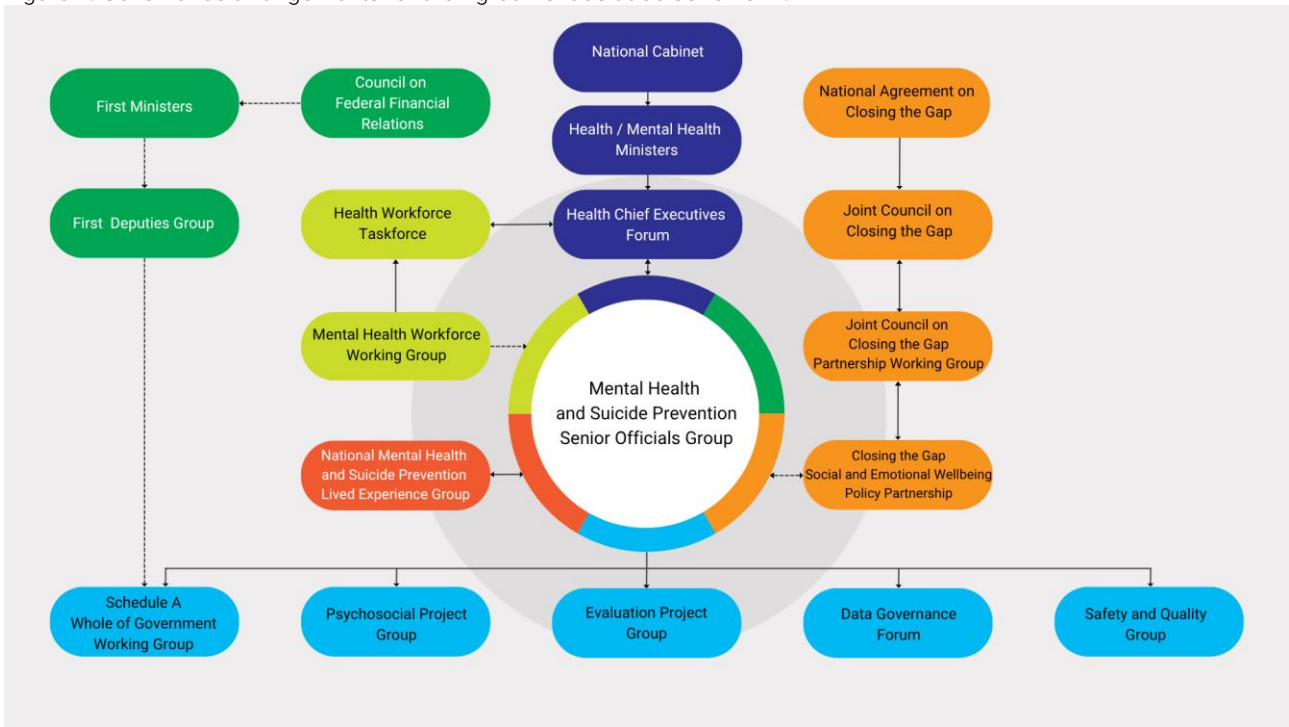 National Cabinet
First Ministers
Council on
Federal Financial
Relations
National Agreement on
Closing the Gap
Health / Mental Health
Ministers
First Deputies Group
Health Workforce
Taskforce
Health Chief Executives
Forum
Joint Council on
Closing the Gap
Mental Health Workforce
Working Group
Joint Council on
Closing the Gap
Partnership Working Group
Mental Health
and Suicide Prevention
Senior Officials Group
National Mental Health
and Suicide Prevention
Lived Experience Group
Closing the Gap
Social and Emotional Wellbeing
Policy Partnership
Schedule A
Whole of Government
Working Group
Psychosocial Project
Group
Evaluation Project
Group
Data Governance
Forum
Safety and Quality
Group